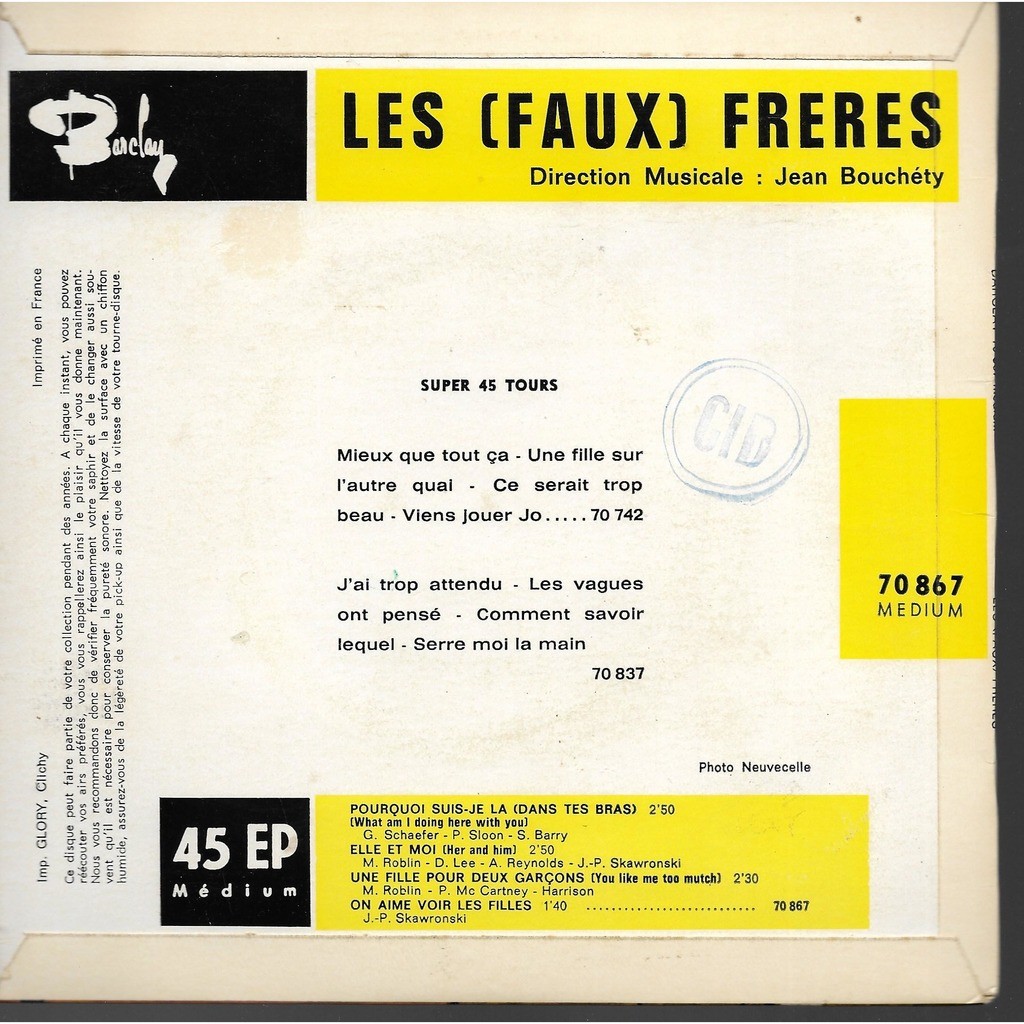 Barclay
LES (FAUX) FRERES
Direction Musicale : Jean Bouchéty
Imprimé en France
Imp. GLORY, Clichy
Ce disque peut faire partie de votre collection pendant des années. A chaque instant, vous pouvez
réécouter vos airs préférés, vous vous rappellerez ainsi le plaisir qu'il vous donne maintenant.
Nous vous recommandons donc de vérifier fréquemment votre saphir et de le changer aussi sou-
vent qu'il est nécessaire pour conserver la pureté sonore. Nettoyez la surface avec un chiffon
humide, assurez-vous de la légèreté de votre pick-up ainsi que de la vitesse de votre tourne-disque.
SUPER 45 TOURS
CIB
Mieux que tout ça - Une fille sur
l'autre quai - Ce serait trop
beau - Viens jouer Jo..... 70 742
J'ai trop attendu - Les vagues
ont pensé - Comment savoir
lequel - Serre moi la main
70 837
70 867
MEDIUM
Photo Neuvecelle
45 EP
Médium
POURQUOI SUIS-JE LA (DANS TES BRAS) 2'50
(What am I doing here with you)
G. Schaefer - P. Sloon - S. Barry
ELLE ET MOI (Her and him) 2'50
M. Roblin - D. Lee - A. Reynolds - J.-P. Skawronski
UNE FILLE POUR DEUX GARÇONS (You like me too mutch) 2'30
M. Roblin - P. Mc Cartney - Harrison
ON AIME VOIR LES FILLES 1'40 ............................ 70 867
J.-P. Skawronski